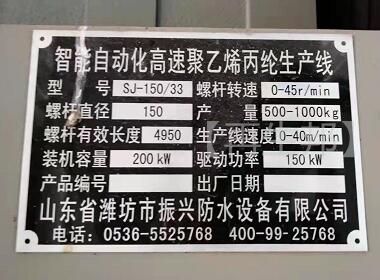 智能自动化高速聚乙烯丙纶生产线
型 号 SJ-150/33 螺杆转速 0-45r/min
螺杆直径 150 产 量 500-1000kg
螺杆有效长度 4950 生产线速度 0-40m/min
装机容量 200kW 驱动功率 150kW
产品编号 出厂日期
山东省潍坊市振兴防水设备有限公司
电话：0536-5525768 400-99-25768